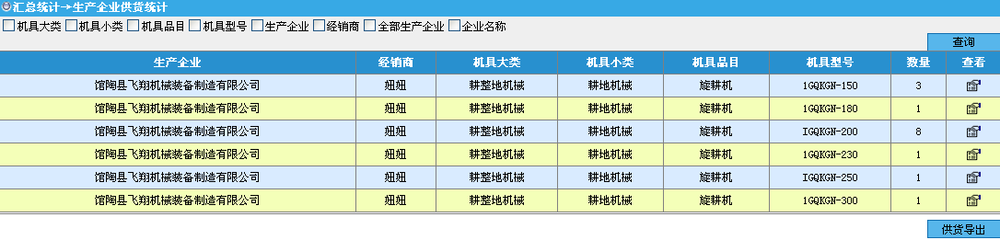 汇总统计→生产企业供货统计
机具大类 机具小类 机具品目 机具型号 生产企业 经销商 全部生产企业 企业名称
查询
生产企业 经销商 机具大类 机具小类 机具品目 机具型号 数量 查看
馆陶县飞翔机械装备制造有限公司 妞妞 耕整地机械 耕地机械 旋耕机 1GQKGN-150 3
馆陶县飞翔机械装备制造有限公司 妞妞 耕整地机械 耕地机械 旋耕机 1GQKGN-180 1
馆陶县飞翔机械装备制造有限公司 妞妞 耕整地机械 耕地机械 旋耕机 IGQKGN-200 8
馆陶县飞翔机械装备制造有限公司 妞妞 耕整地机械 耕地机械 旋耕机 1GQKGN-230 1
馆陶县飞翔机械装备制造有限公司 妞妞 耕整地机械 耕地机械 旋耕机 IGQKGN-250 1
馆陶县飞翔机械装备制造有限公司 妞妞 耕整地机械 耕地机械 旋耕机 1GQKGN-300 1
供货导出